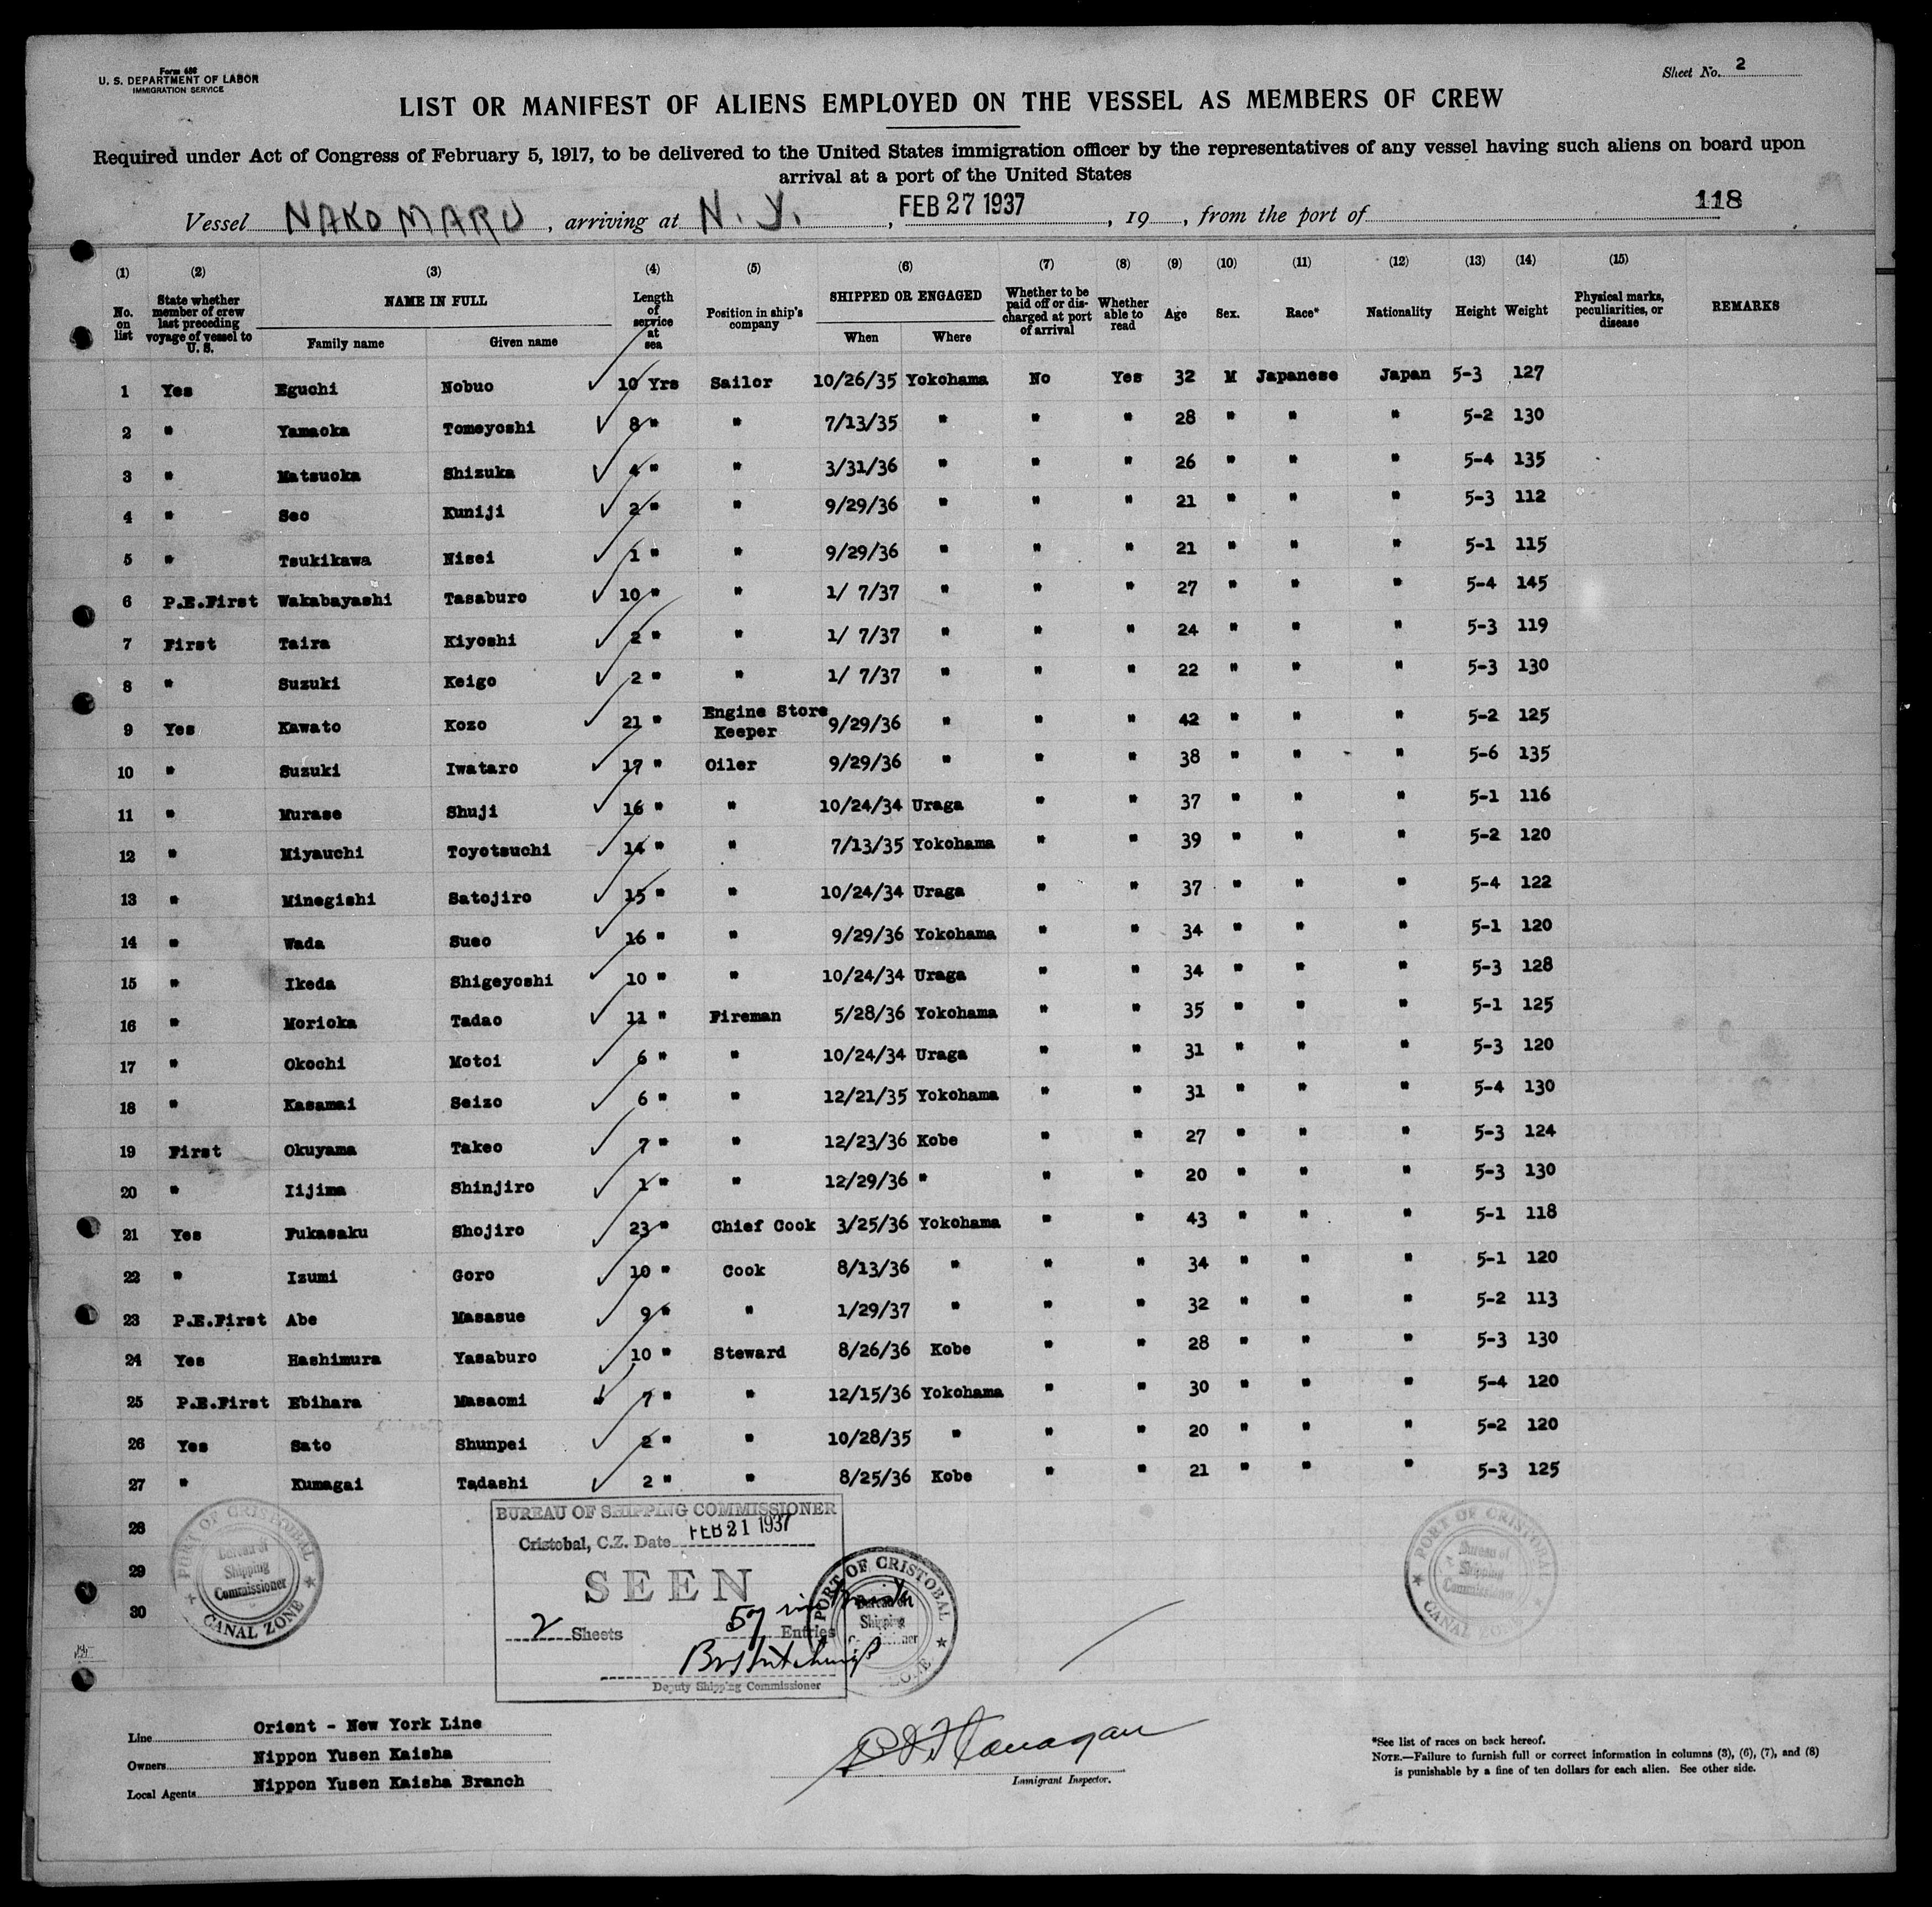 Form 680
U. S. DEPARTMENT OF LABOR
IMMIGRATION SERVICE
Sheet No. 2
LIST OR MANIFEST OF ALIENS EMPLOYED ON THE VESSEL AS MEMBERS OF CREW
Required under Act of Congress of February 5, 1917, to be delivered to the United States immigration officer by the representatives of any vessel having such aliens on board upon
arrival at a port of the United States
Vessel NAKO MARU, arriving at N. Y., FEB 27 1937, 19, from the port of 118
(1) (2) (3) (4) (5) (6) (7) (8) (9) (10) (11) (12) (13) (14) (15)
No. on list State whether member of crew last preceding voyage of vessel to U. S. NAME IN FULL Family name Given name Length of service at sea Position in ship's company SHIPPED OR ENGAGED When Where Whether to be paid off or discharged at port of arrival Whether able to read Age Sex. Race* Nationality Height Weight Physical marks, peculiarities, or disease REMARKS
1 Yes Eguchi Nobuo 10 Yrs Sailor 10/26/35 Yokohama No Yes 32 M Japanese Japan 5-3 127
2 " Yamaoka Tomeyoshi 8 " " 7/13/35 " " " 28 " " " 5-2 130
3 " Matsuoka Shizuka 4 " " 3/31/36 " " " 26 " " " 5-4 135
4 " Seo Kuniji 2 " " 9/29/36 " " " 21 " " " 5-3 112
5 " Tsukikawa Nisei 1 " " 9/29/36 " " " 21 " " " 5-1 115
6 P.E.First Wakabayashi Tasaburo 10 " " 1/ 7/37 " " " 27 " " " 5-4 145
7 First Taira Kiyoshi 2 " " 1/ 7/37 " " " 24 " " " 5-3 119
8 " Suzuki Keigo 2 " " 1/ 7/37 " " " 22 " " " 5-3 130
9 Yes Kawato Kozo 21 " Engine Store Keeper 9/29/36 " " " 42 " " " 5-2 125
10 " Suzuki Iwataro 17 " Oiler 9/29/36 " " " 38 " " " 5-6 135
11 " Murase Shuji 16 " " 10/24/34 Uraga " " 37 " " " 5-1 116
12 " Miyauchi Toyotsuchi 14 " " 7/13/35 Yokohama " " 39 " " " 5-2 120
13 " Minegishi Satojiro 15 " " 10/24/34 Uraga " " 37 " " " 5-4 122
14 " Wada Sueo 16 " " 9/29/36 Yokohama " " 34 " " " 5-1 120
15 " Ikeda Shigeyoshi 10 " " 10/24/34 Uraga " " 34 " " " 5-3 128
16 " Morioka Tadao 11 " Fireman 5/28/36 Yokohama " " 35 " " " 5-1 125
17 " Okochi Motoi 6 " " 10/24/34 Uraga " " 31 " " " 5-3 120
18 " Kasamai Seizo 6 " " 12/21/35 Yokohama " " 31 " " " 5-4 130
19 First Okuyama Takeo 7 " " 12/23/36 Kobe " " 27 " " " 5-3 124
20 " Iijima Shinjiro 1 " " 12/29/36 " " " 20 " " " 5-3 130
21 Yes Fukasaku Shojiro 23 " Chief Cook 3/25/36 Yokohama " " 43 " " " 5-1 118
22 " Izumi Goro 10 " Cook 8/13/36 " " " 34 " " " 5-1 120
23 P.E.First Abe Masasue 9 " " 1/29/37 " " " 32 " " " 5-2 113
24 Yes Hashimura Yasaburo 10 " Steward 8/26/36 Kobe " " 28 " " " 5-3 130
25 P.E.First Ebihara Masaomi 7 " " 12/15/36 Yokohama " " 30 " " " 5-4 120
26 Yes Sato Shunpei 2 " " 10/28/35 " " " 20 " " " 5-2 120
27 " Kumagai Tadashi 2 " " 8/25/36 Kobe " " 21 " " " 5-3 125
28
29
30
PORT OF CRISTOBAL Bureau of Shipping Commissioner CANAL ZONE
BUREAU OF SHIPPING COMMISSIONER
Cristobal, C.Z. Date FEB 21 1937
SEEN
2 Sheets 57 Entries
Deputy Shipping Commissioner
PORT OF CRISTOBAL Shipping
PORT OF CRISTOBAL Bureau of Shipping Commissioner CANAL ZONE
Line Orient - New York Line
Owners Nippon Yusen Kaisha
Local Agents Nippon Yusen Kaisha Branch
Immigrant Inspector.
*See list of races on back hereof.
NOTE.—Failure to furnish full or correct information in columns (3), (6), (7), and (8)
is punishable by a fine of ten dollars for each alien. See other side.